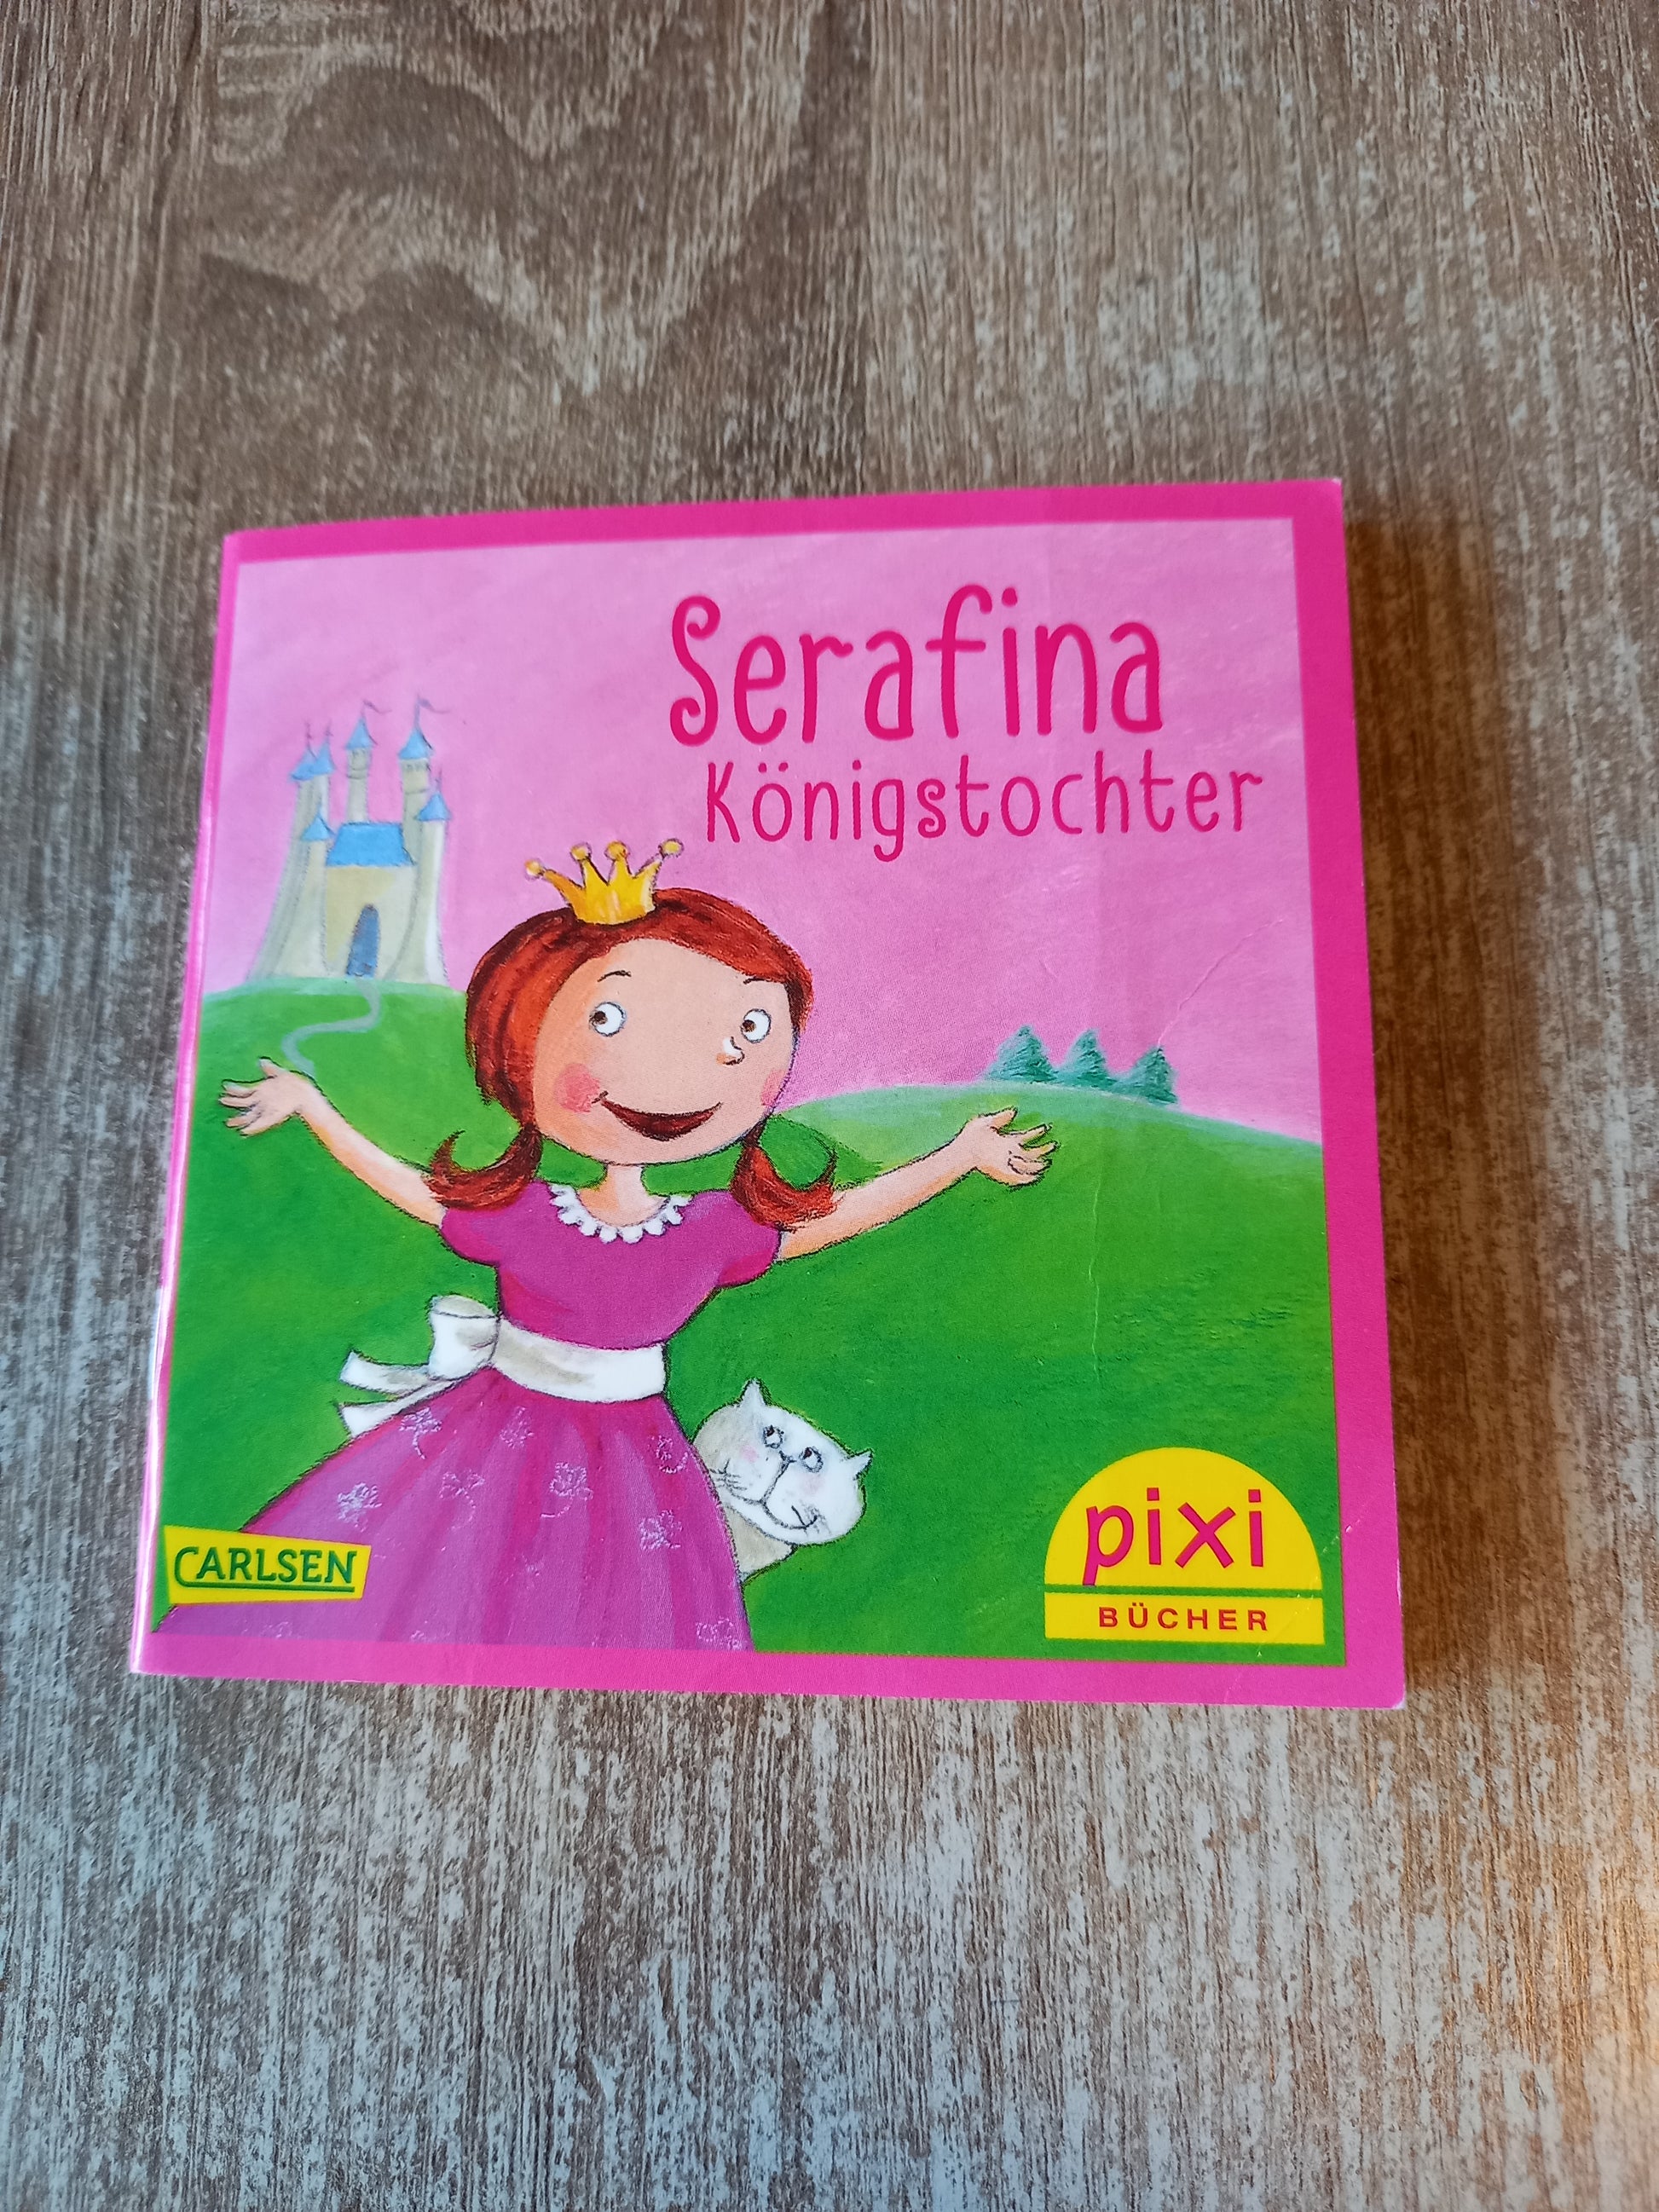 Serafina
Königstochter
CARLSEN
pixi
BÜCHER